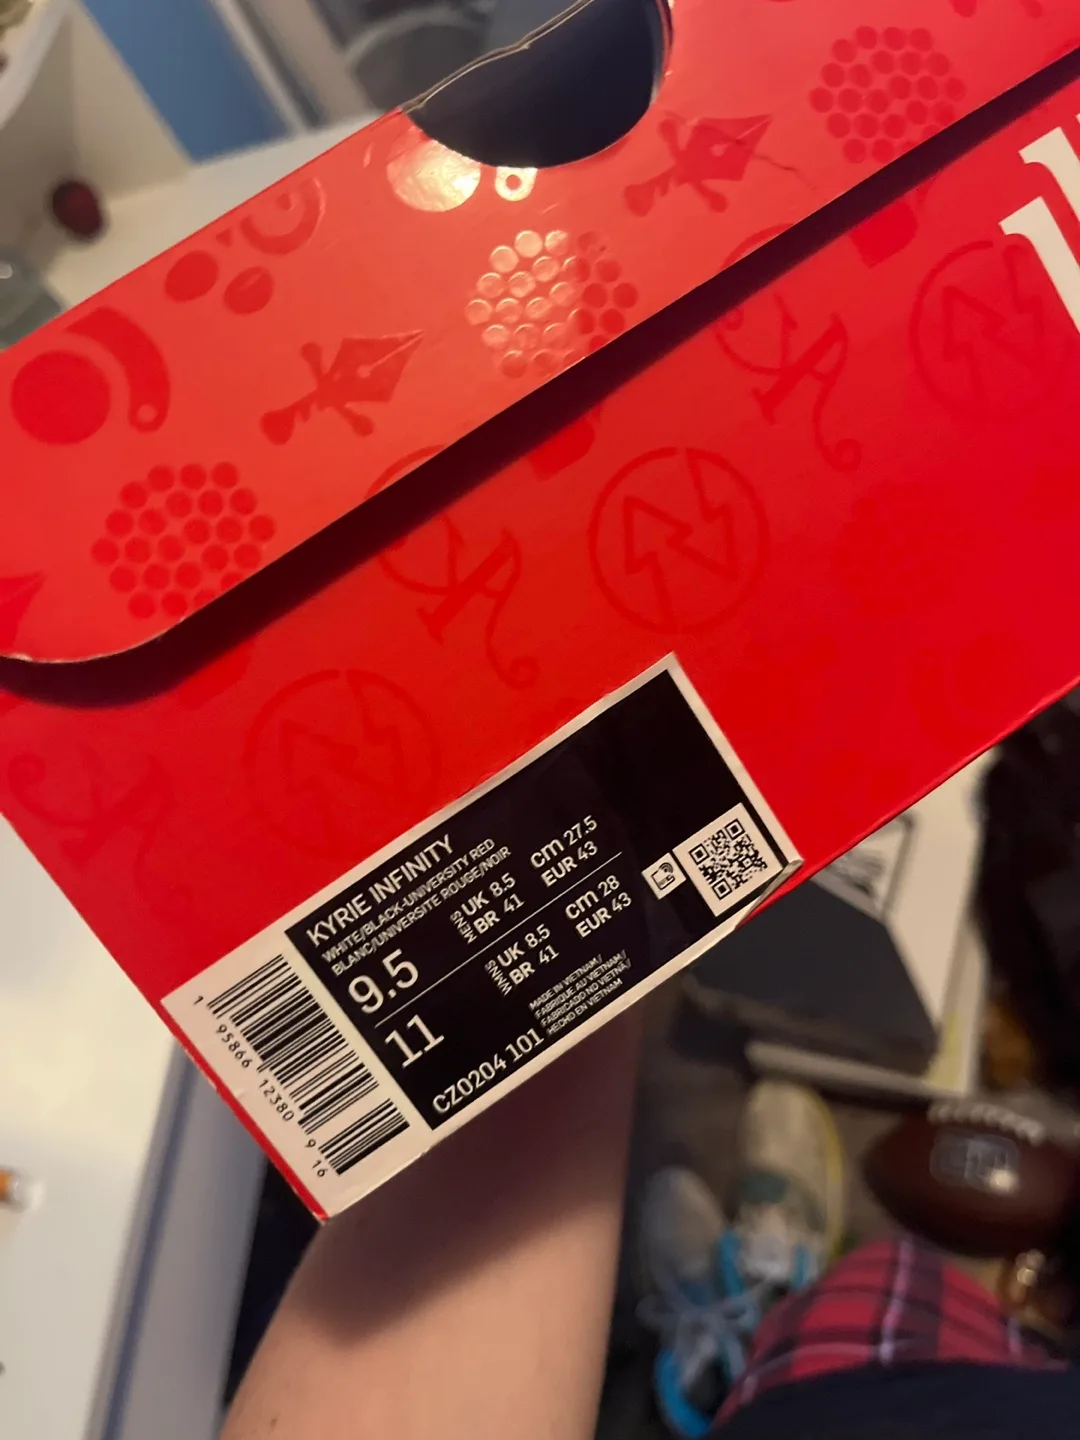 KYRIE INFINITY
WHITE/BLACK-UNIVERSITY RED
BLANC/UNIVERSITE ROUGE/NOIR
9.5
MENS
UK 8.5
BR 41
cm 27.5
EUR 43
11
WMNS
UK 8.5
BR 41
cm 28
EUR 43
CZ0204 101
MADE IN VIETNAM/
FABRIQUE AU VIETNAM/
FABRICADO NO VETNÃ/
HECHO EN VIETNAM
1 95866 12380 9 16